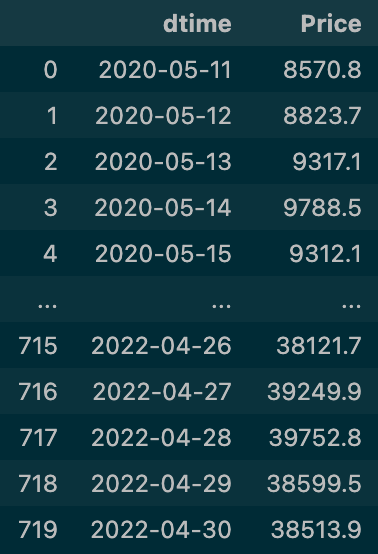 dtime Price
0 2020-05-11 8570.8
1 2020-05-12 8823.7
2 2020-05-13 9317.1
3 2020-05-14 9788.5
4 2020-05-15 9312.1
... ... ...
715 2022-04-26 38121.7
716 2022-04-27 39249.9
717 2022-04-28 39752.8
718 2022-04-29 38599.5
719 2022-04-30 38513.9